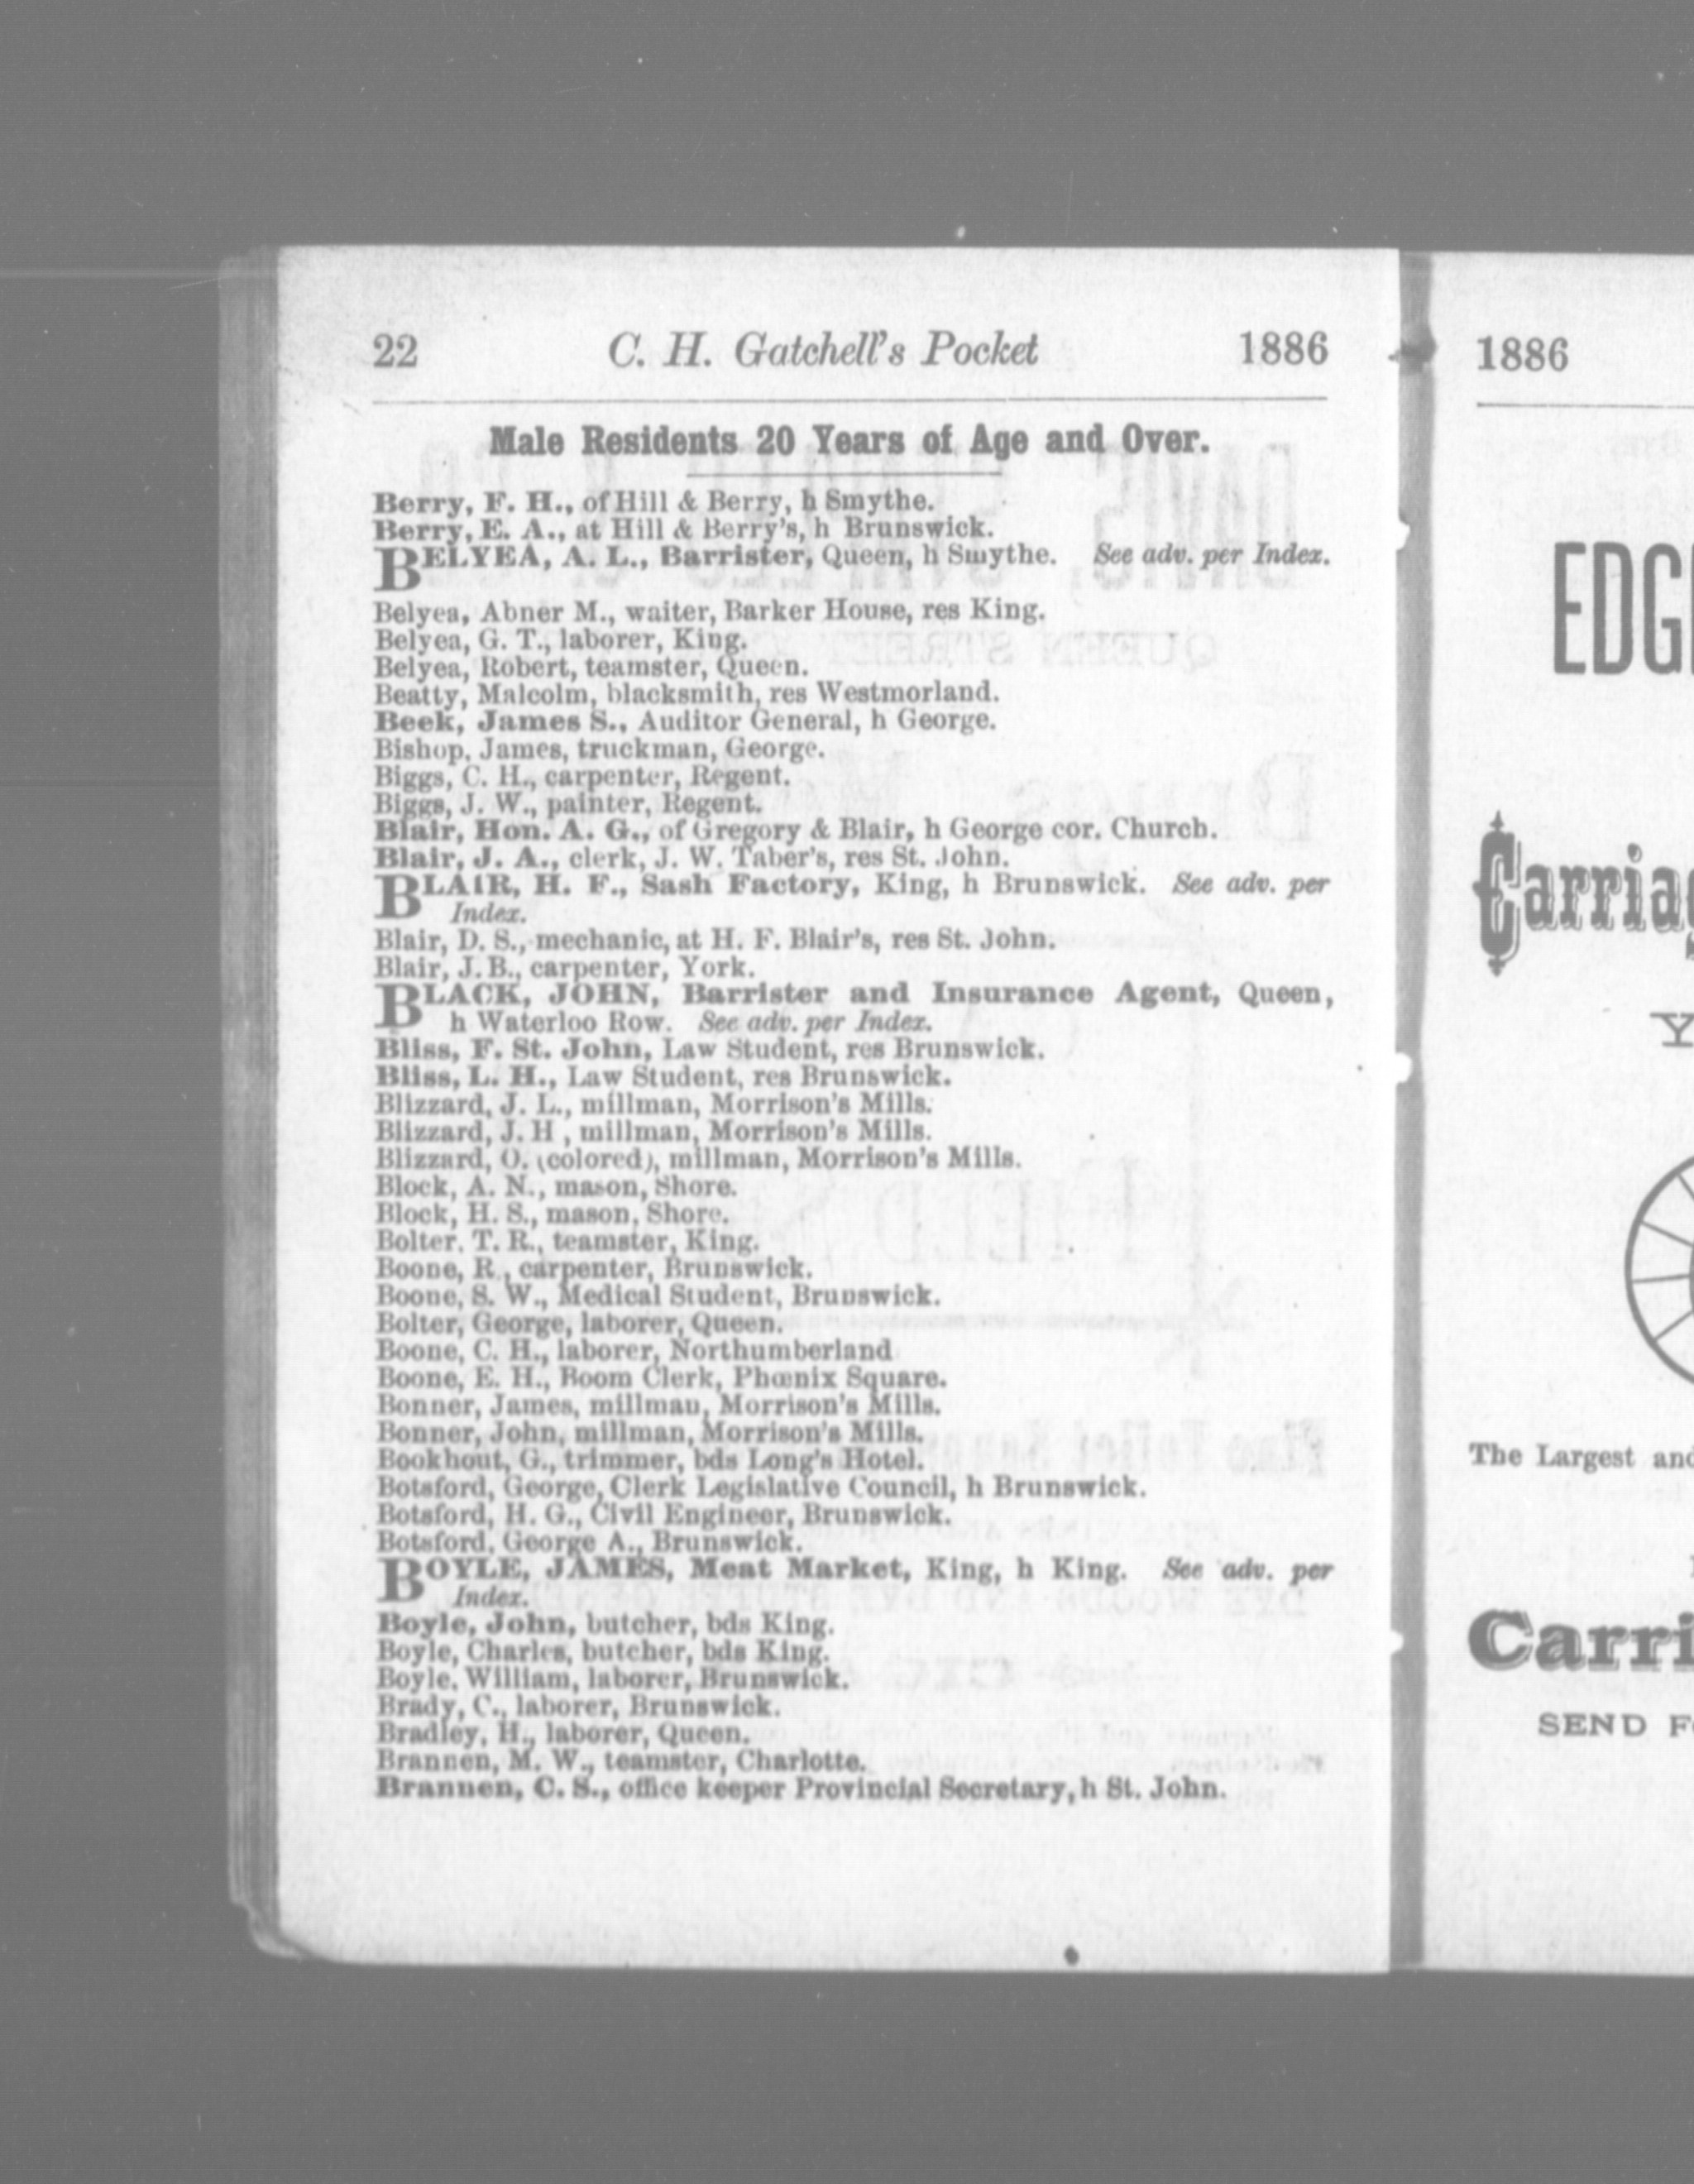 22 C. H. Gatchell's Pocket 1886
Male Residents 20 Years of Age and Over.
Berry, F. H., of Hill & Berry, h Smythe.
Berry, E. A., at Hill & Berry's, h Brunswick.
BELYEA, A. L., Barrister, Queen, h Smythe. See adv. per Index.
Belyea, Abner M., waiter, Barker House, res King.
Belyea, G. T., laborer, King.
Belyea, Robert, teamster, Queen.
Beatty, Malcolm, blacksmith, res Westmorland.
Beek, James S., Auditor General, h George.
Bishop, James, truckman, George.
Biggs, C. H., carpenter, Regent.
Biggs, J. W., painter, Regent.
Blair, Hon. A. G., of Gregory & Blair, h George cor. Church.
Blair, J. A., clerk, J. W. Taber's, res St. John.
BLAIR, H. F., Sash Factory, King, h Brunswick. See adv. per
Index.
Blair, D. S., mechanic, at H. F. Blair's, res St. John.
Blair, J. B., carpenter, York.
BLACK, JOHN, Barrister and Insurance Agent, Queen,
h Waterloo Row. See adv. per Index.
Bliss, F. St. John, Law Student, res Brunswick.
Bliss, L. H., Law Student, res Brunswick.
Blizzard, J. L., millman, Morrison's Mills.
Blizzard, J. H , millman, Morrison's Mills.
Blizzard, O. (colored), millman, Morrison's Mills.
Block, A. N., mason, Shore.
Block, H. S., mason, Shore.
Bolter. T. R., teamster, King.
Boone, R., carpenter, Brunswick.
Boone, S. W., Medical Student, Brunswick.
Bolter, George, laborer, Queen.
Boone, C. H., laborer, Northumberland
Boone, E. H., Room Clerk, Phœnix Square.
Bonner, James, millman, Morrison's Mills.
Bonner, John, millman, Morrison's Mills.
Bookhout, G., trimmer, bds Long's Hotel.
Botsford, George, Clerk Legislative Council, h Brunswick.
Botsford, H. G., Civil Engineer, Brunswick.
Botsford, George A., Brunswick.
BOYLE, JAMES, Meat Market, King, h King. See adv. per
Index.
Boyle, John, butcher, bds King.
Boyle, Charles, butcher, bds King.
Boyle. William, laborer, Brunswick.
Brady, C., laborer, Brunswick.
Bradley, H., laborer, Queen.
Brannen, M. W., teamster, Charlotte.
Brannen, C. S., office keeper Provincial Secretary, h St. John.
1886
EDG
Carriag
Y
The Largest and
Carri
SEND F